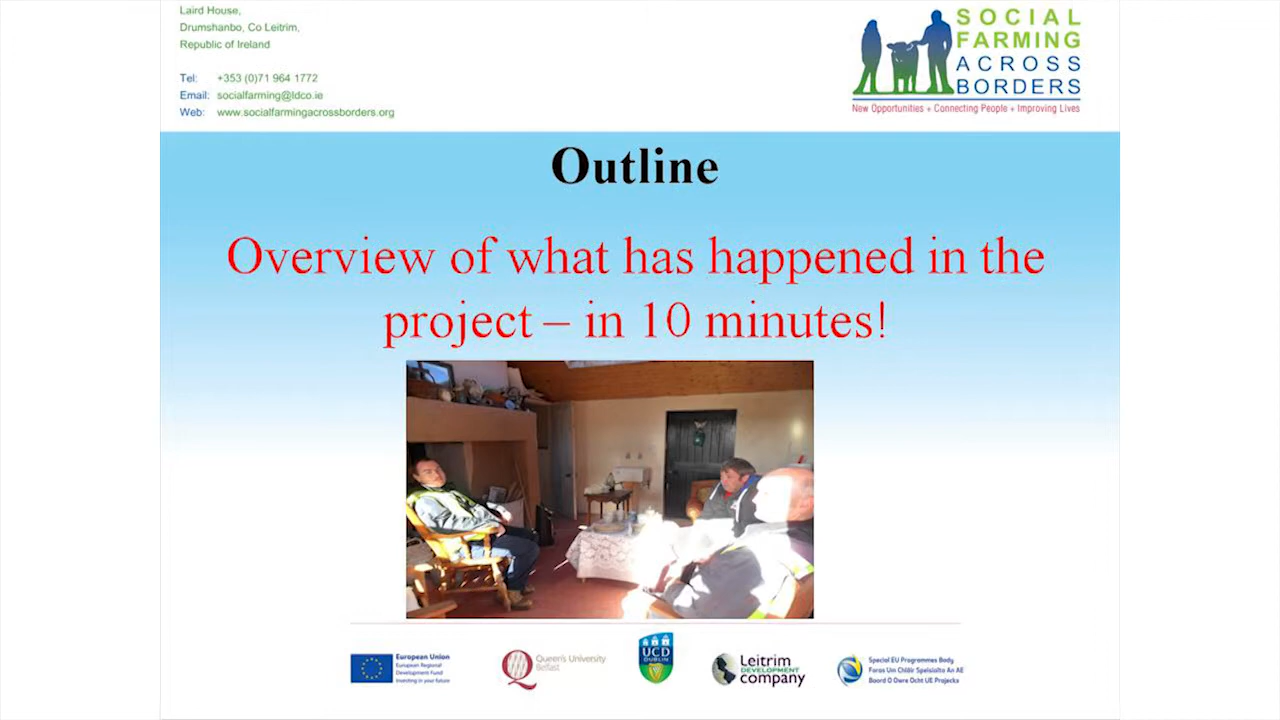 Laird House,
Drumshanbo, Co Leitrim,
Republic of Ireland
Tel: +353 (0)71 964 1772
Email: socialfarming@ldco.ie
Web: www.socialfarmingacrossborders.org
SOCIAL
FARMING
ACROSS
BORDERS
New Opportunities + Connecting People + Improving Lives
Outline
Overview of what has happened in the
project – in 10 minutes!
European Union
European Regional
Development Fund
Investing in your future
Queen's University
Belfast
UCD
DUBLIN
Leitrim
DEVELOPMENT
company
Special EU Programmes Body
Foras Um Chláir Speisialta An AE
Boord O Owre Ocht UE Projecks